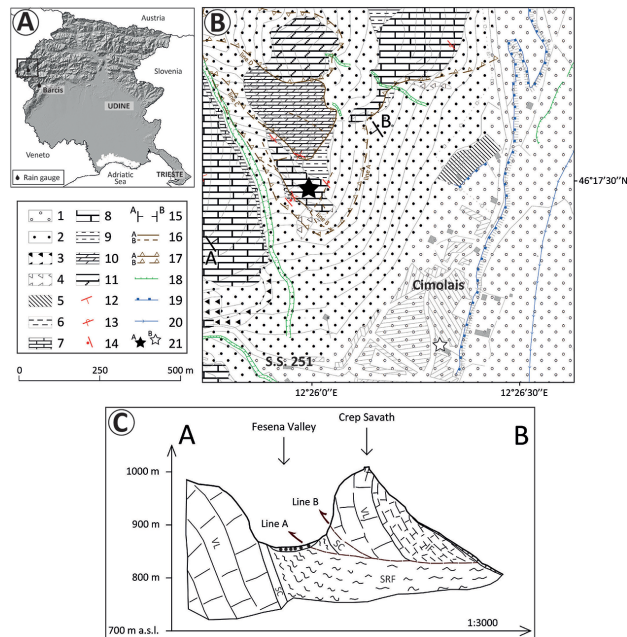 A
Austria
Slovenia
Barcis
UDINE
Veneto
Adriatic
Sea
TRIESTE
Rain gauge
1 8 A B 15
2 9 A B 16
3 10 A B 17
4 11 18
5 12 19
6 13 20
7 14 A B 21
0 250 500 m
B
B
A
Cimolais
S.S. 251
46°17'30''N
12°26'0''E
12°26'30''E
C
A
Fesena Valley
Crep Savath
B
1000 m
900 m
800 m
700 m a.s.l.
Line A
Line B
VL
VL
SRF
1:3000